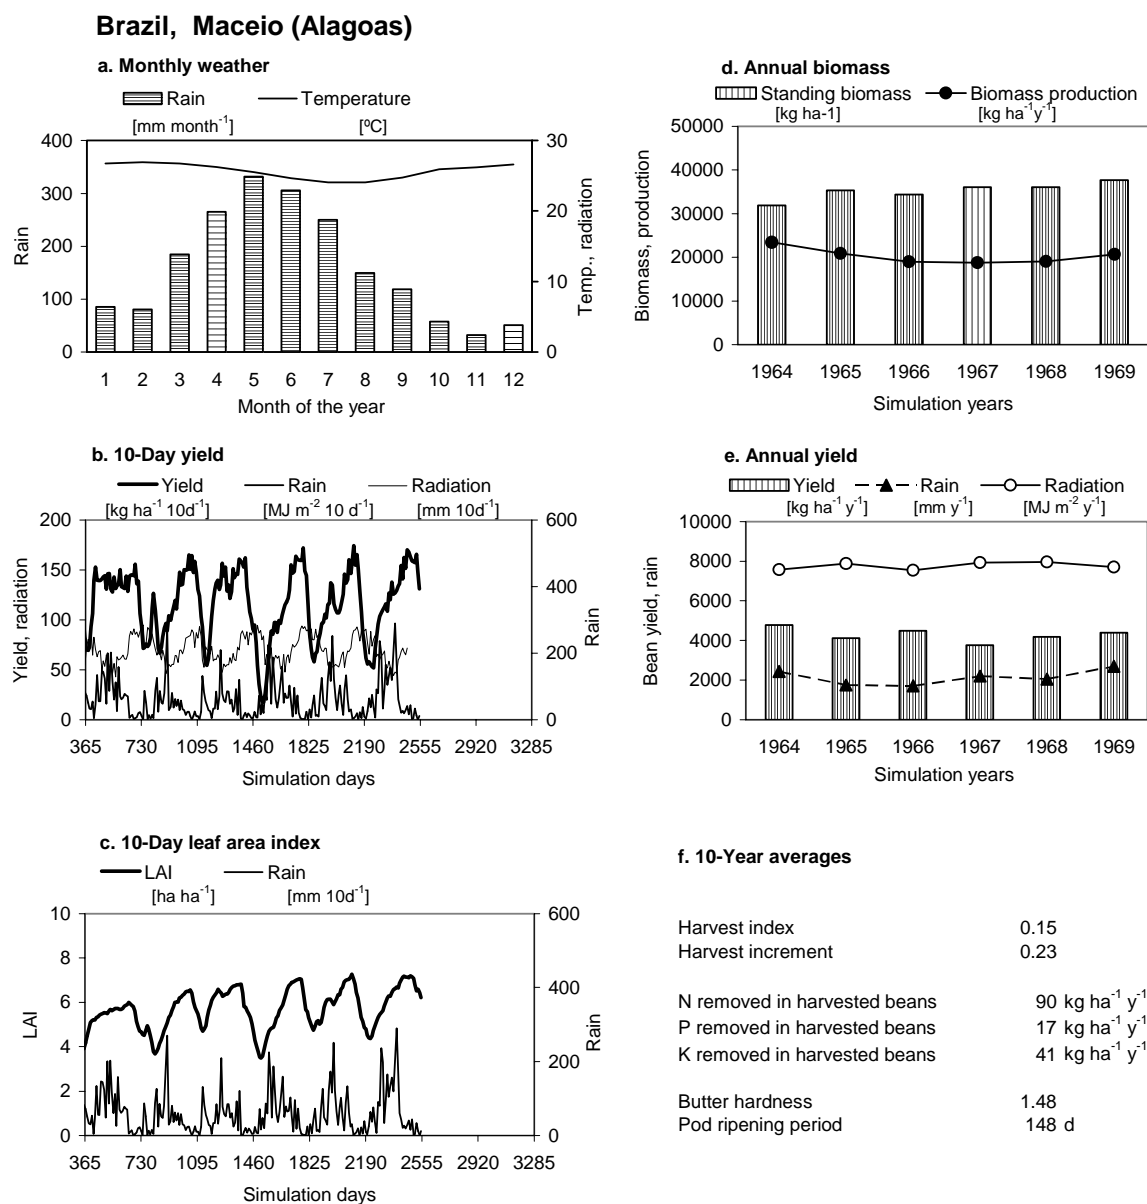 Brazil, Maceio (Alagoas)
a. Monthly weather
Rain Temperature
[mm month⁻¹] [ºC]
400
300
200
100
0
Rain
30
20
10
0
Temp., radiation
1 2 3 4 5 6 7 8 9 10 11 12
Month of the year
b. 10-Day yield
Yield Rain Radiation
[kg ha⁻¹ 10d⁻¹] [MJ m⁻² 10 d⁻¹] [mm 10d⁻¹]
200
150
100
50
0
Yield, radiation
600
400
200
0
Rain
365 730 1095 1460 1825 2190 2555 2920 3285
Simulation days
c. 10-Day leaf area index
LAI Rain
[ha ha⁻¹] [mm 10d⁻¹]
10
8
6
4
2
0
LAI
600
400
200
0
Rain
365 730 1095 1460 1825 2190 2555 2920 3285
Simulation days
d. Annual biomass
Standing biomass Biomass production
[kg ha-1] [kg ha⁻¹y⁻¹]
50000
40000
30000
20000
10000
0
Biomass, production
1964 1965 1966 1967 1968 1969
Simulation years
e. Annual yield
Yield Rain Radiation
[kg ha⁻¹ y⁻¹] [mm y⁻¹] [MJ m⁻² y⁻¹]
10000
8000
6000
4000
2000
0
Bean yield, rain
1964 1965 1966 1967 1968 1969
Simulation years
f. 10-Year averages
Harvest index 0.15
Harvest increment 0.23
N removed in harvested beans 90 kg ha⁻¹ y⁻¹
P removed in harvested beans 17 kg ha⁻¹ y⁻¹
K removed in harvested beans 41 kg ha⁻¹ y⁻¹
Butter hardness 1.48
Pod ripening period 148 d